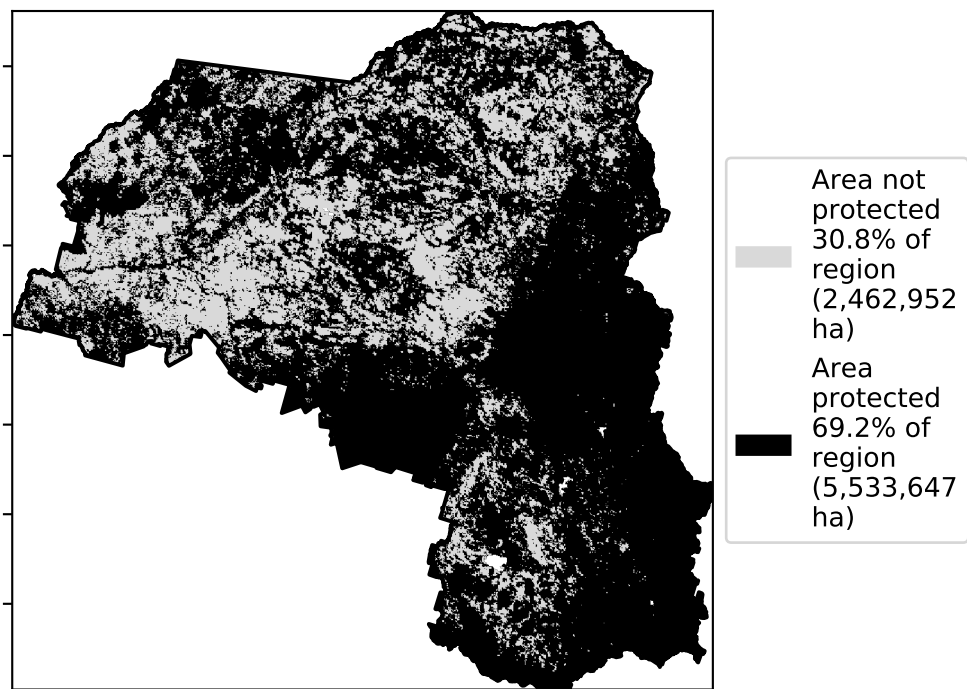 Area not
protected
30.8% of
region
(2,462,952
ha)
Area
protected
69.2% of
region
(5,533,647
ha)